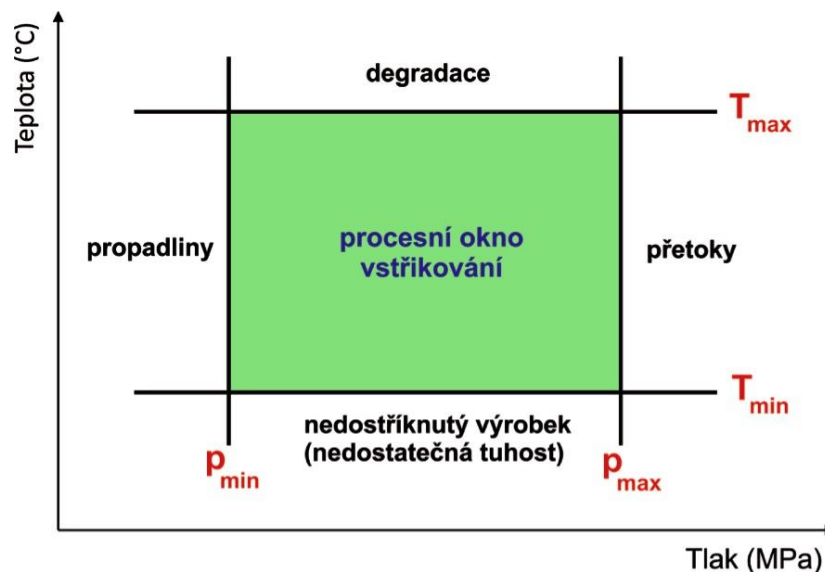 Teplota (°C)
degradace
T max
propadliny
procesní okno
vstřikování
přetoky
T min
nedostříknutý výrobek
(nedostatečná tuhost)
p min
p max
Tlak (MPa)